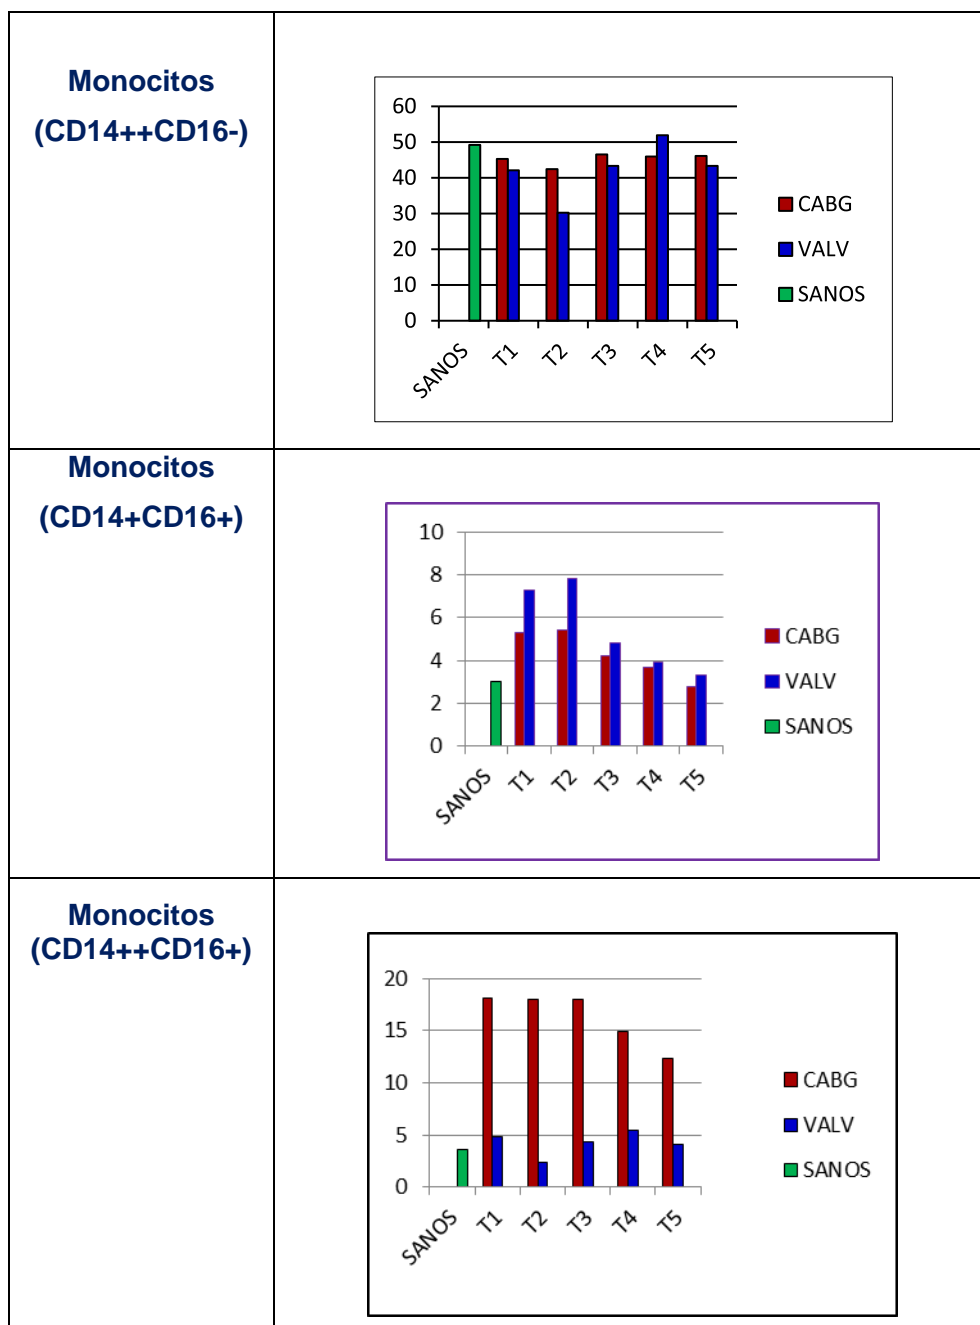 Monocitos
(CD14++CD16-)
60
50
40
30
20
10
0
SANOS T1 T2 T3 T4 T5
CABG
VALV
SANOS
Monocitos
(CD14+CD16+)
10
8
6
4
2
0
SANOS T1 T2 T3 T4 T5
CABG
VALV
SANOS
Monocitos
(CD14++CD16+)
20
15
10
5
0
SANOS T1 T2 T3 T4 T5
CABG
VALV
SANOS